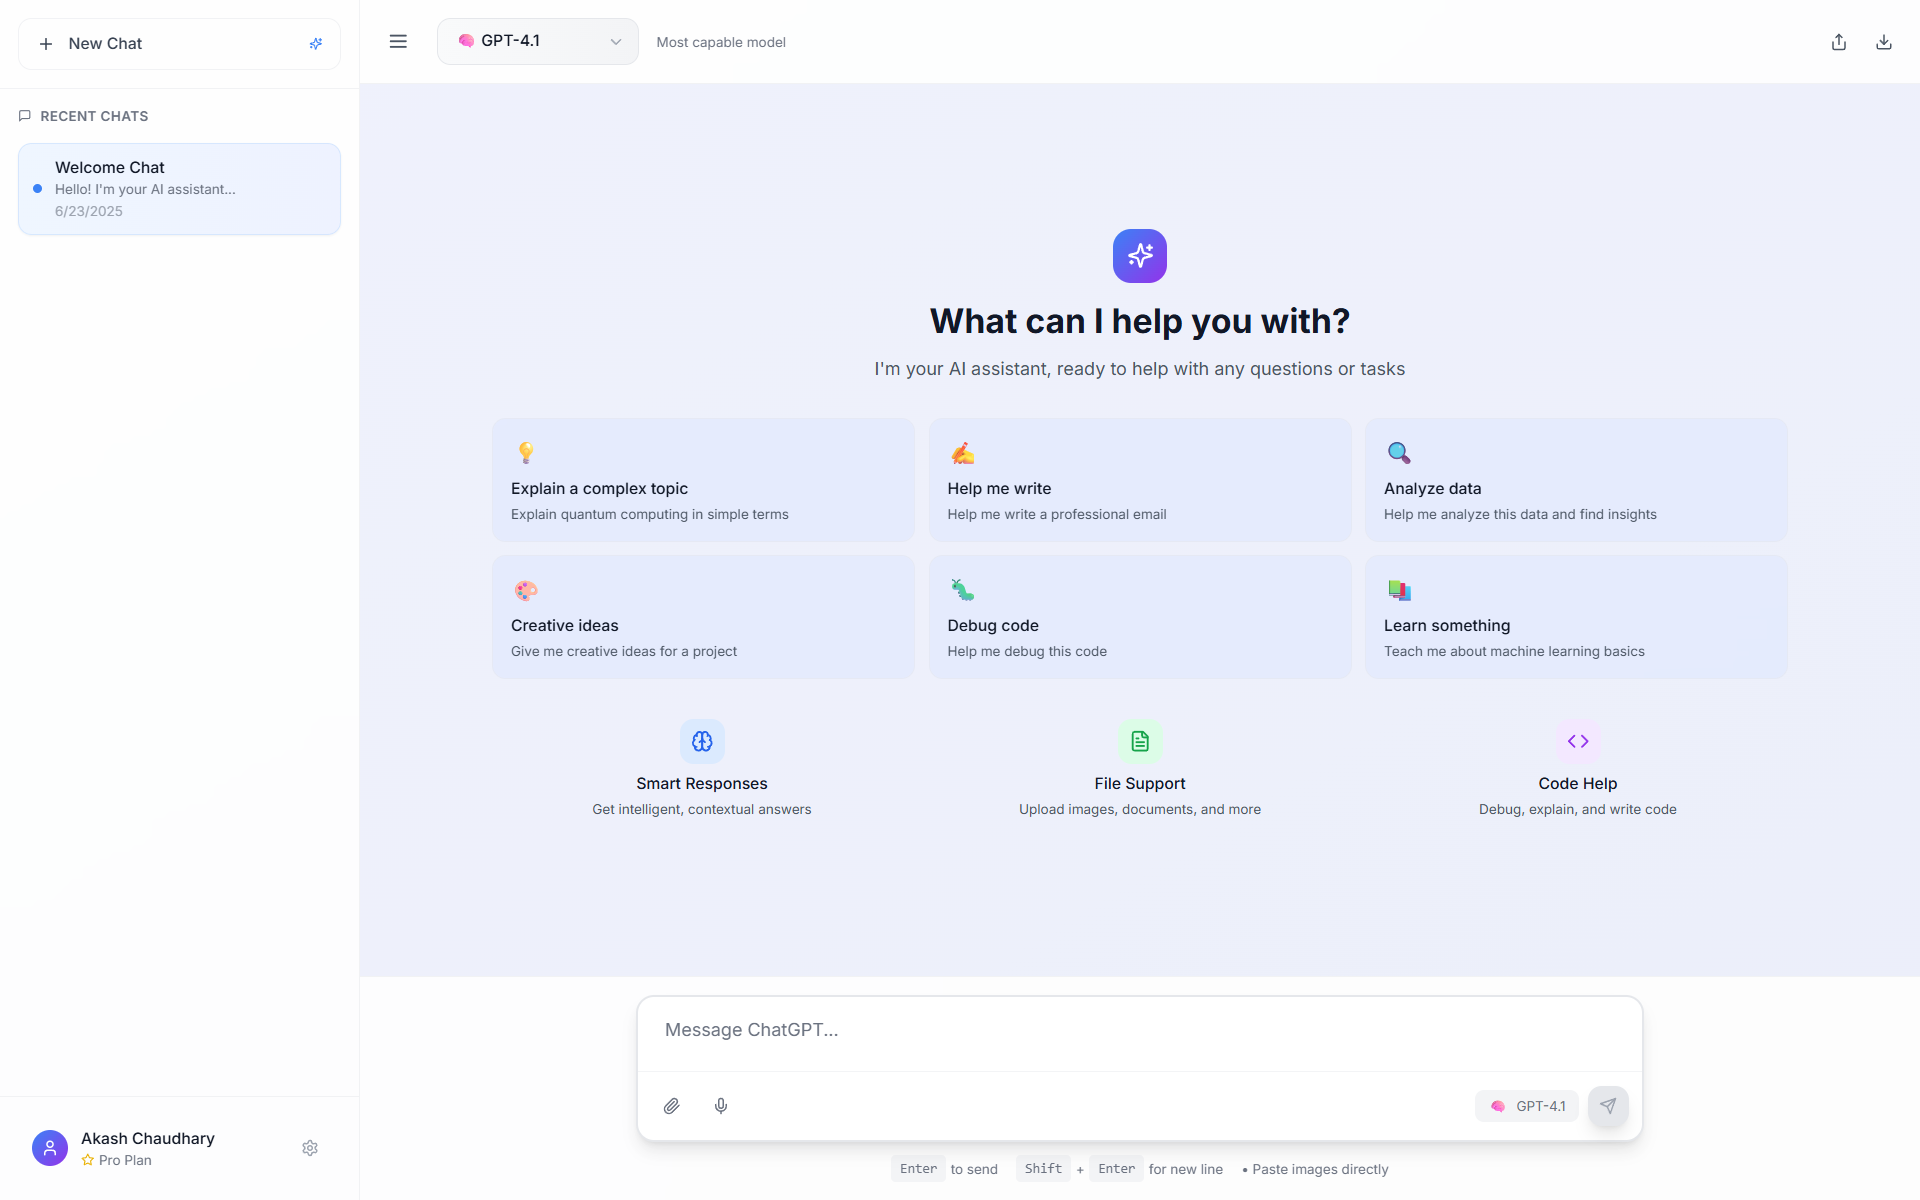 New Chat
RECENT CHATS
Welcome Chat
Hello! I'm your AI assistant...
6/23/2025
Akash Chaudhary
Pro Plan
GPT-4.1
Most capable model
What can I help you with?
I'm your AI assistant, ready to help with any questions or tasks
Explain a complex topic
Explain quantum computing in simple terms
Help me write
Help me write a professional email
Analyze data
Help me analyze this data and find insights
Creative ideas
Give me creative ideas for a project
Debug code
Help me debug this code
Learn something
Teach me about machine learning basics
Smart Responses
Get intelligent, contextual answers
File Support
Upload images, documents, and more
Code Help
Debug, explain, and write code
Message ChatGPT...
GPT-4.1
Enter to send Shift + Enter for new line • Paste images directly